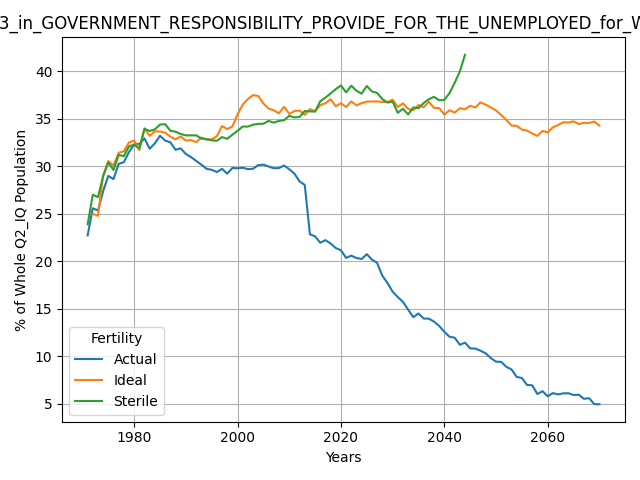 3_in_GOVERNMENT_RESPONSIBILITY_PROVIDE_FOR_THE_UNEMPLOYED_for_W
% of Whole Q2_IQ Population
40
35
30
25
20
15
10
5
Fertility
Actual
Ideal
Sterile
1980 2000 2020 2040 2060
Years